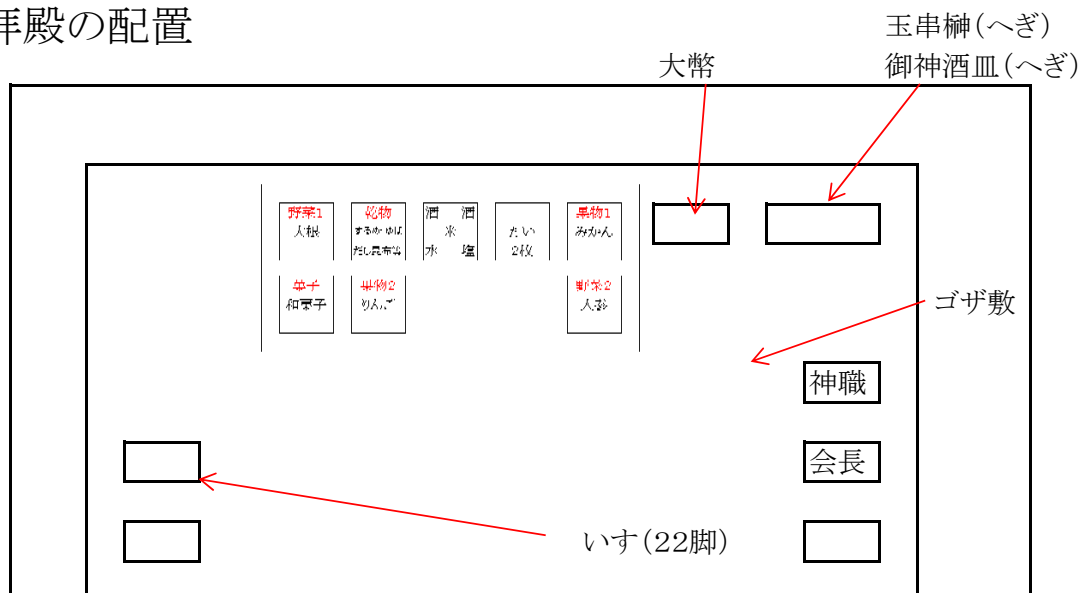 拝殿の配置
玉串榊（へぎ）
大幣
御神酒皿（へぎ）
野菜1
大根
乾物
するめ ゆば
だし昆布等
酒 酒
米
水 塩
たい
2枚
果物1
みかん
菓子
和菓子
果物2
りんご
野菜2
人参
ゴザ敷
神職
会長
いす（22脚）